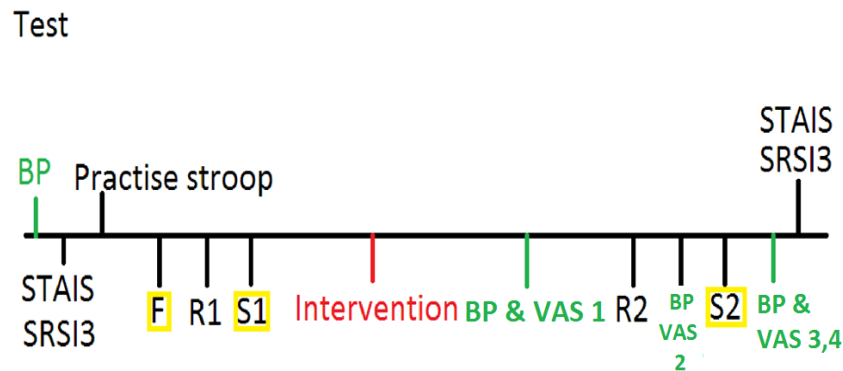 Test
STAIS
SRSI3
BP
Practise stroop
STAIS
SRSI3
F
R1
S1
Intervention
BP & VAS 1
R2
BP
VAS
2
S2
BP &
VAS 3,4